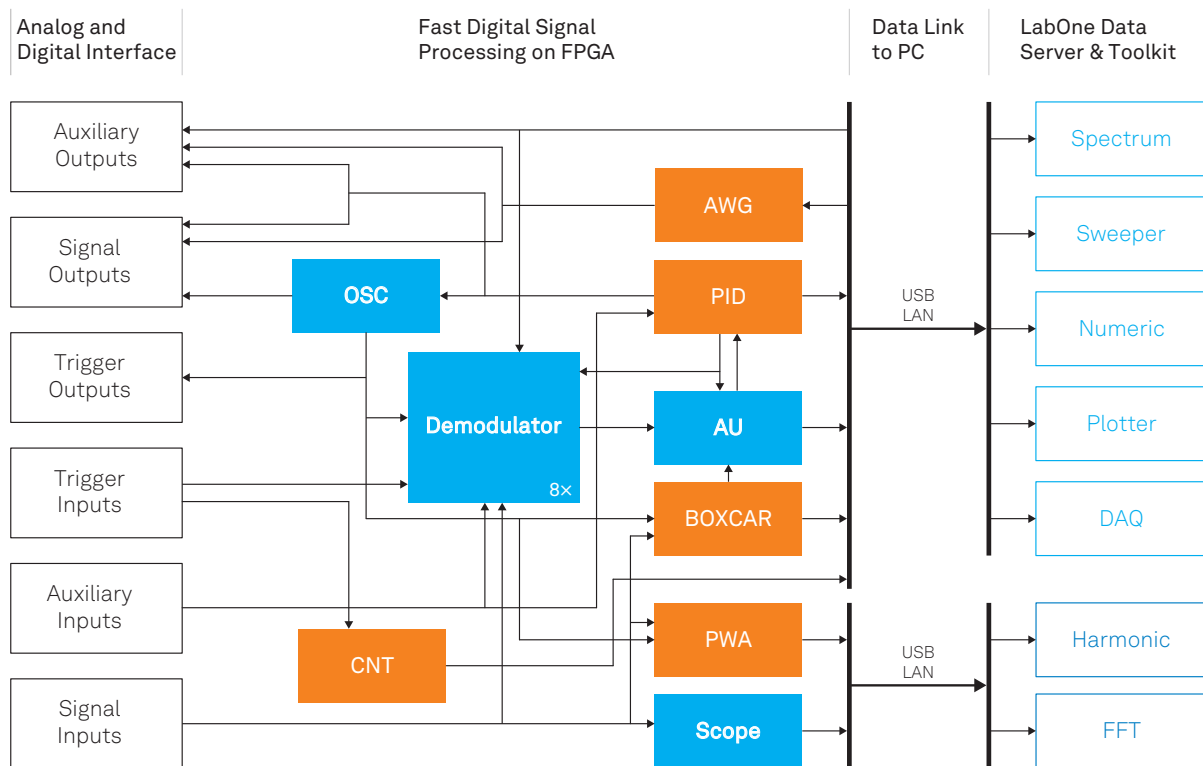 Analog and
Digital Interface
Fast Digital Signal
Processing on FPGA
Data Link
to PC
LabOne Data
Server & Toolkit
Auxiliary
Outputs
Signal
Outputs
Trigger
Outputs
Trigger
Inputs
Auxiliary
Inputs
Signal
Inputs
OSC
Demodulator
8×
CNT
AWG
PID
AU
BOXCAR
PWA
Scope
USB
LAN
USB
LAN
Spectrum
Sweeper
Numeric
Plotter
DAQ
Harmonic
FFT